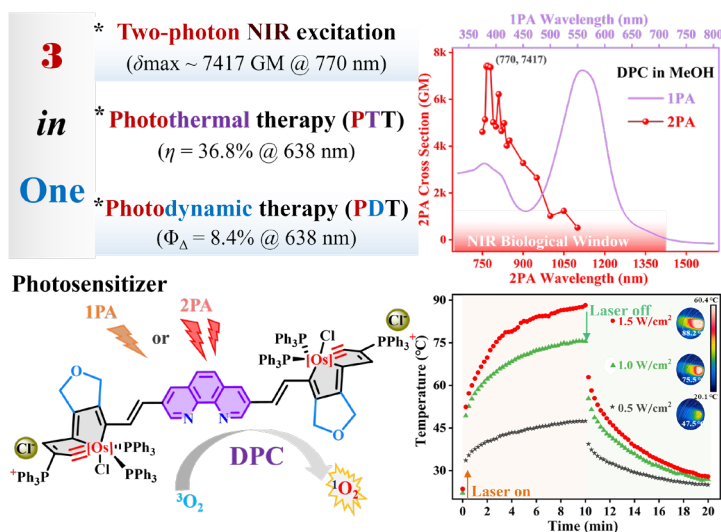 3
in
One
* Two-photon NIR excitation
(δmax ~ 7417 GM @ 770 nm)
* Photothermal therapy (PTT)
(η = 36.8% @ 638 nm)
* Photodynamic therapy (PDT)
(ΦΔ = 8.4% @ 638 nm)
1PA Wavelength (nm)
300 350 400 450 500 550 600 650 700 750 800
(770, 7417)
DPC in MeOH
1PA
2PA
8k
6k
4k
2k
0
2PA Cross Section (GM)
NIR Biological Window
750 900 1050 1200 1350 1500
2PA Wavelength (nm)
Photosensitizer
1PA or 2PA
Cl-
Ph3P
Cl
Ph3P
[Os]
PPh3
+
O
N N
O
Cl-
[Os]
PPh3
Cl
PPh3
+
Ph3P
DPC
³O₂
¹O₂
90
75
60
45
30
Temperature (℃)
Laser off
1.5 W/cm²
1.0 W/cm²
0.5 W/cm²
60.4 ℃
88.2
75.5
20.1 ℃
47.5
Laser on
0 2 4 6 8 10 12 14 16 18 20
Time (min)